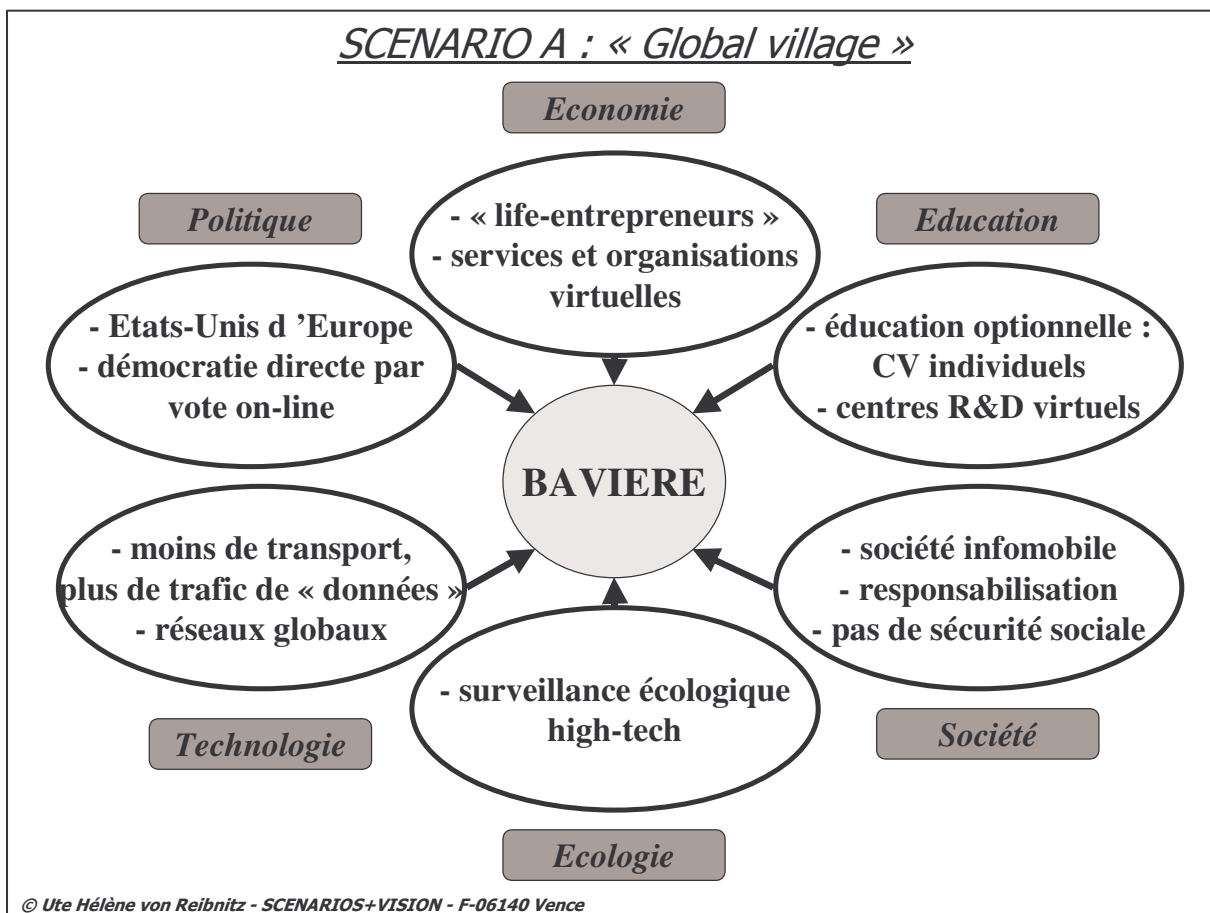 SCENARIO A : « Global village »
Economie
- « life-entrepreneurs »
- services et organisations
virtuelles
Politique
- Etats-Unis d ’Europe
- démocratie directe par
vote on-line
Education
- éducation optionnelle :
CV individuels
- centres R&D virtuels
BAVIERE
- moins de transport,
plus de trafic de « données »
- réseaux globaux
Technologie
- société infomobile
- responsabilisation
- pas de sécurité sociale
Société
- surveillance écologique
high-tech
Ecologie
© Ute Hélène von Reibnitz - SCENARIOS+VISION - F-06140 Vence